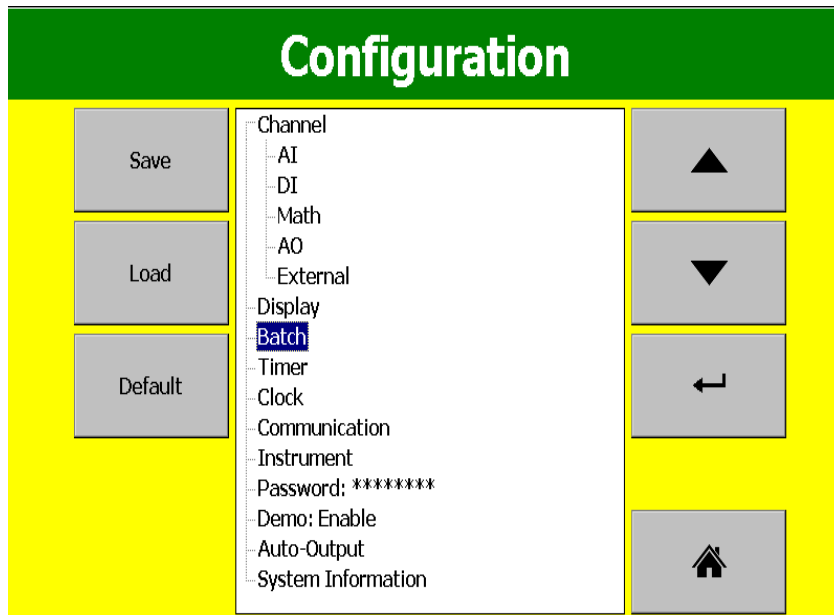 Configuration
Save
Load
Default
Channel
AI
DI
Math
AO
External
Display
Batch
Timer
Clock
Communication
Instrument
Password: ********
Demo: Enable
Auto-Output
System Information